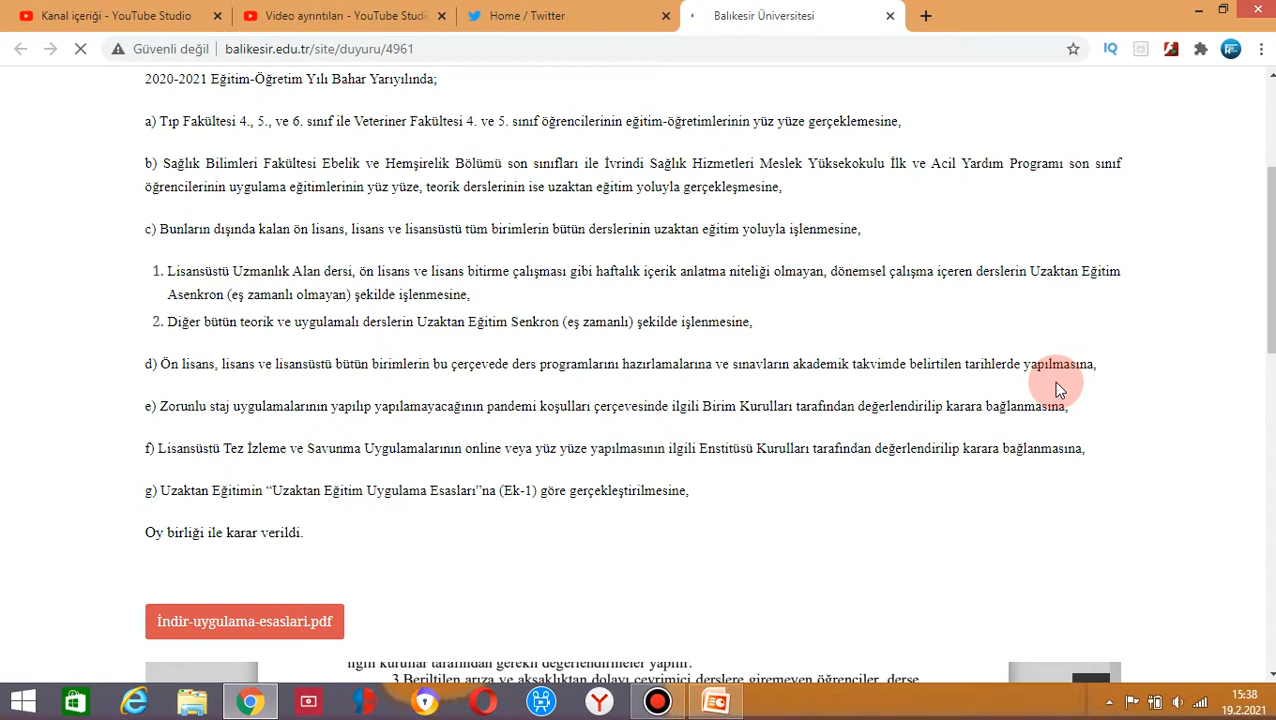 Kanal içeriği - YouTube Studio
Video ayrıntıları - YouTube Studi
Home / Twitter
Balıkesir Üniversitesi
Güvenli değil
balikesir.edu.tr/site/duyuru/4961
IQ
2020-2021 Eğitim-Öğretim Yılı Bahar Yarıyılında;
a) Tıp Fakültesi 4., 5., ve 6. sınıf ile Veteriner Fakültesi 4. ve 5. sınıf öğrencilerinin eğitim-öğretimlerinin yüz yüze gerçeklemesine,
b) Sağlık Bilimleri Fakültesi Ebelik ve Hemşirelik Bölümü son sınıfları ile İvrindi Sağlık Hizmetleri Meslek Yüksekokulu İlk ve Acil Yardım Programı son sınıf
öğrencilerinin uygulama eğitimlerinin yüz yüze, teorik derslerinin ise uzaktan eğitim yoluyla gerçekleşmesine,
c) Bunların dışında kalan ön lisans, lisans ve lisansüstü tüm birimlerin bütün derslerinin uzaktan eğitim yoluyla işlenmesine,
1. Lisansüstü Uzmanlık Alan dersi, ön lisans ve lisans bitirme çalışması gibi haftalık içerik anlatma niteliği olmayan, dönemsel çalışma içeren derslerin Uzaktan Eğitim
Asenkron (eş zamanlı olmayan) şekilde işlenmesine,
2. Diğer bütün teorik ve uygulamalı derslerin Uzaktan Eğitim Senkron (eş zamanlı) şekilde işlenmesine,
d) Ön lisans, lisans ve lisansüstü bütün birimlerin bu çerçevede ders programlarını hazırlamalarına ve sınavların akademik takvimde belirtilen tarihlerde yapılmasına,
e) Zorunlu staj uygulamalarının yapılıp yapılamayacağının pandemi koşulları çerçevesinde ilgili Birim Kurulları tarafından değerlendirilip karara bağlanmasına,
f) Lisansüstü Tez İzleme ve Savunma Uygulamalarının online veya yüz yüze yapılmasının ilgili Enstitüsü Kurulları tarafından değerlendirilip karara bağlanmasına,
g) Uzaktan Eğitimin “Uzaktan Eğitim Uygulama Esasları”na (Ek-1) göre gerçekleştirilmesine,
Oy birliği ile karar verildi.
İndir-uygulama-esaslari.pdf
ilgili kurullar tarafından gerekli değerlendirmeler yapılır.
3.Beriltilen arıza ve aksaklıktan dolayı çevrimiçi derslere giremeyen öğrenciler, derse
15:38
19.2.2021